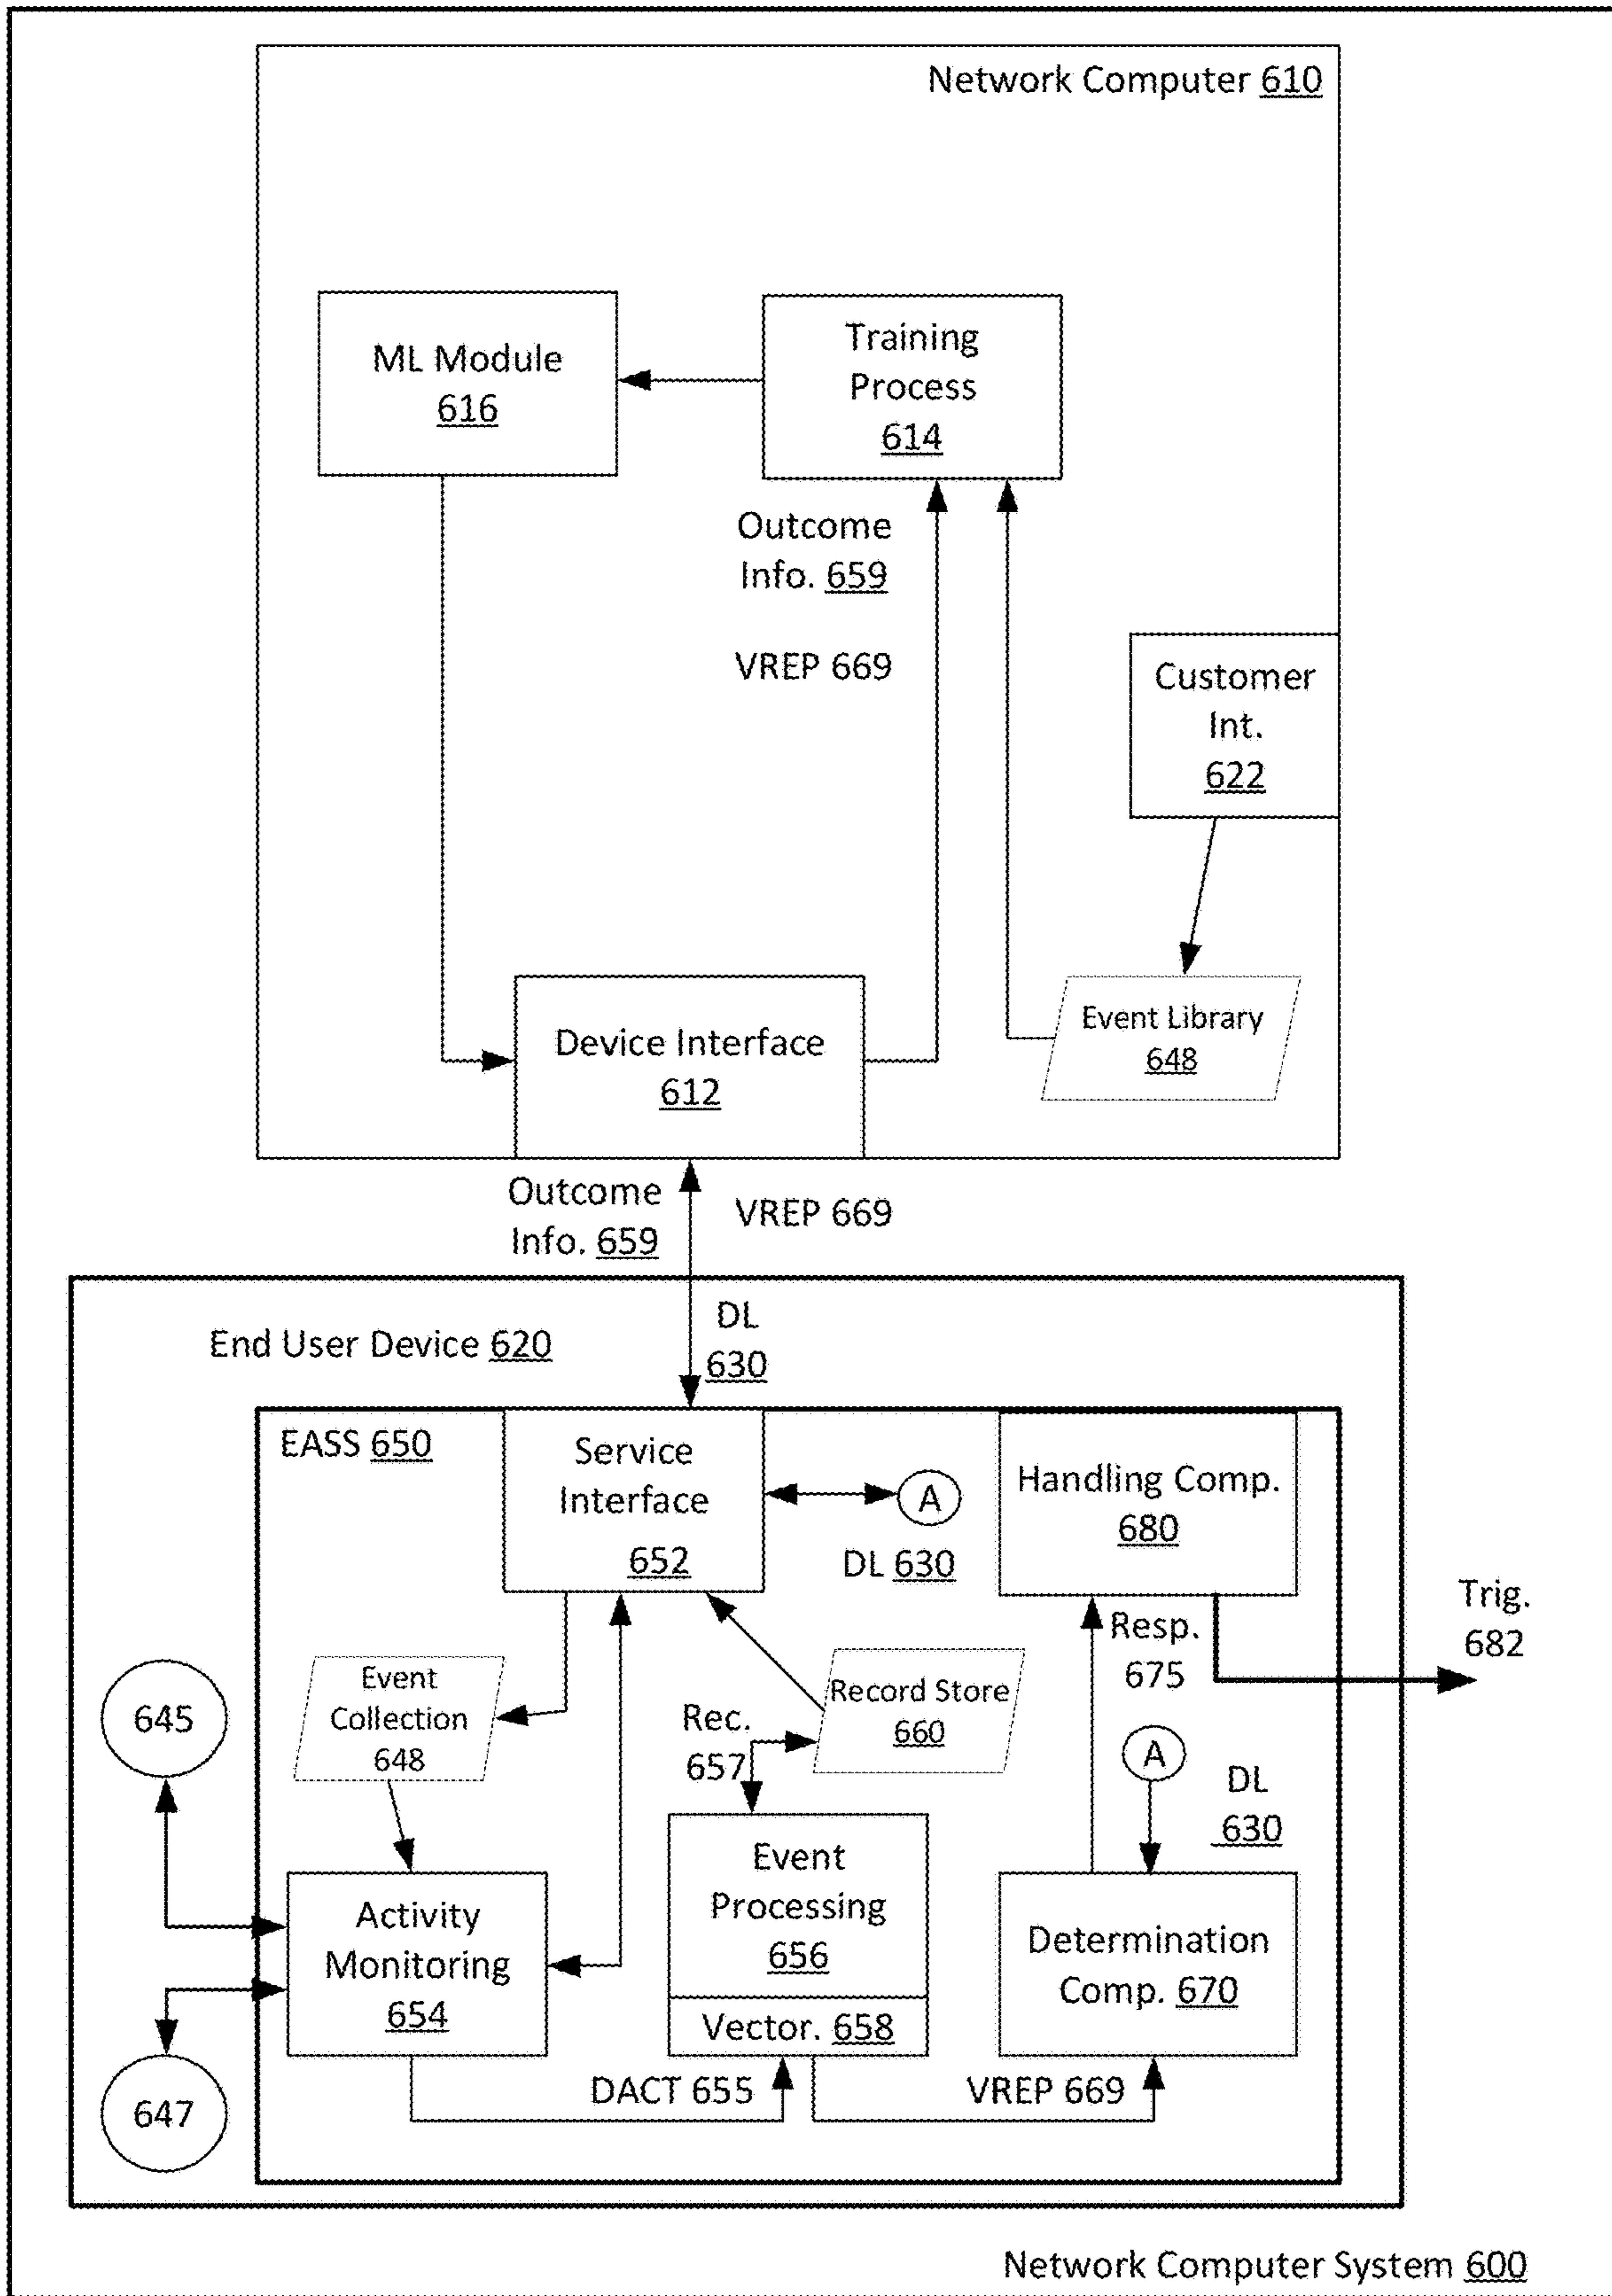 Network Computer 610
ML Module
616
Training
Process
614
Outcome
Info. 659
VREP 669
Customer
Int.
622
Event Library
648
Device Interface
612
Outcome
Info. 659
VREP 669
DL
630
End User Device 620
EASS 650
Service
Interface
652
A
DL 630
Handling Comp.
680
Trig.
682
Resp.
675
Event
Collection
648
Record Store
660
Rec.
657
645
A
DL
630
Event
Processing
656
Vector. 658
Activity
Monitoring
654
Determination
Comp. 670
DACT 655
VREP 669
647
Network Computer System 600